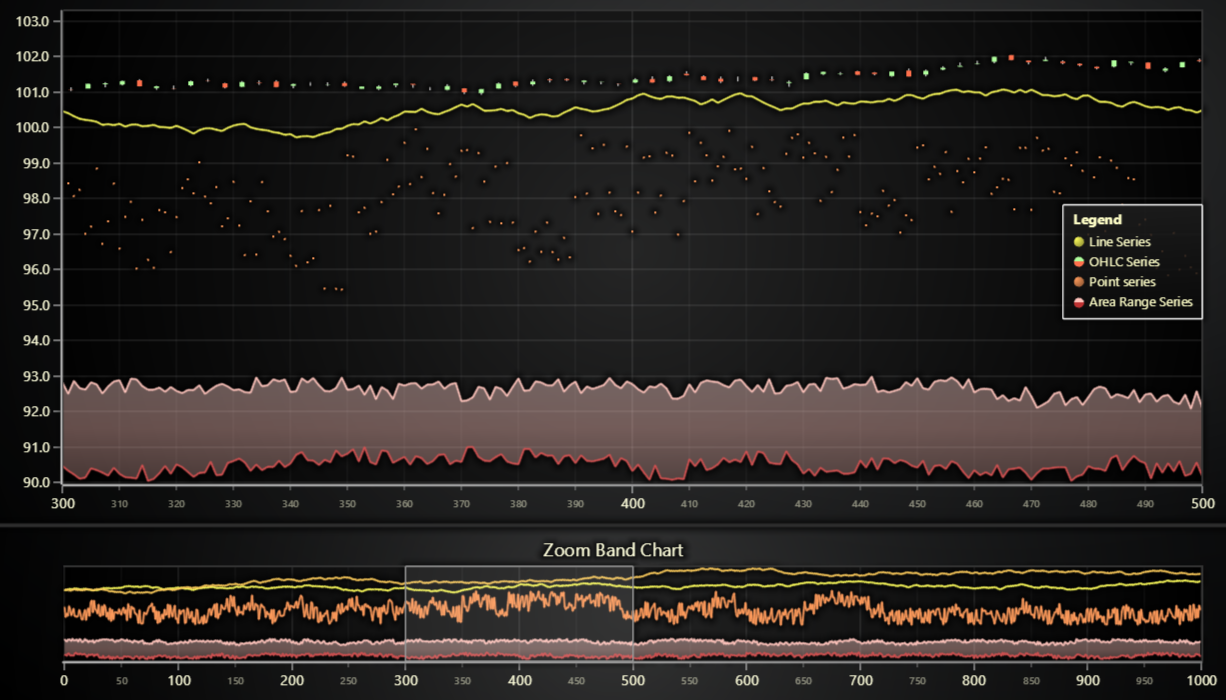 103.0
102.0
101.0
100.0
99.0
98.0
97.0
96.0
95.0
94.0
93.0
92.0
91.0
90.0
Legend
Line Series
OHLC Series
Point series
Area Range Series
300 310 320 330 340 350 360 370 380 390 400 410 420 430 440 450 460 470 480 490 500
Zoom Band Chart
0 50 100 150 200 250 300 350 400 450 500 550 600 650 700 750 800 850 900 950 1000